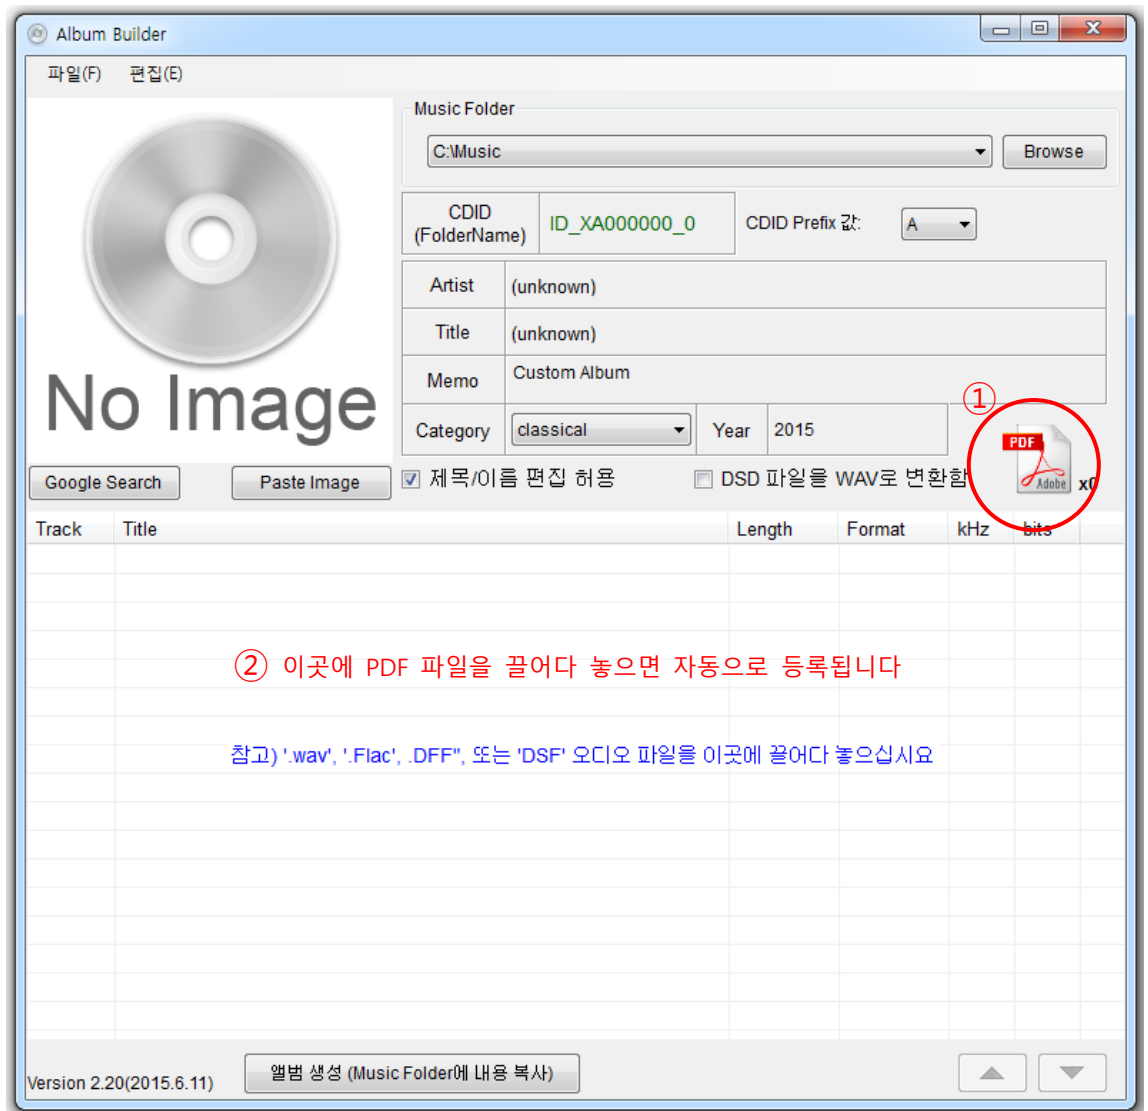 Album Builder
파일(F) 편집(E)
Music Folder
C:\Music
Browse
CDID
(FolderName)
ID_XA000000_0
CDID Prefix 값:
A
Artist
(unknown)
Title
(unknown)
Memo
Custom Album
①
Category
classical
Year
2015
PDF
Adobe
x0
No Image
Google Search
Paste Image
제목/이름 편집 허용
DSD 파일을 WAV로 변환함
Track Title Length Format kHz bits
② 이곳에 PDF 파일을 끌어다 놓으면 자동으로 등록됩니다
참고) '.wav', '.Flac', .DFF", 또는 'DSF' 오디오 파일을 이곳에 끌어다 놓으십시요
Version 2.20(2015.6.11)
앨범 생성 (Music Folder에 내용 복사)